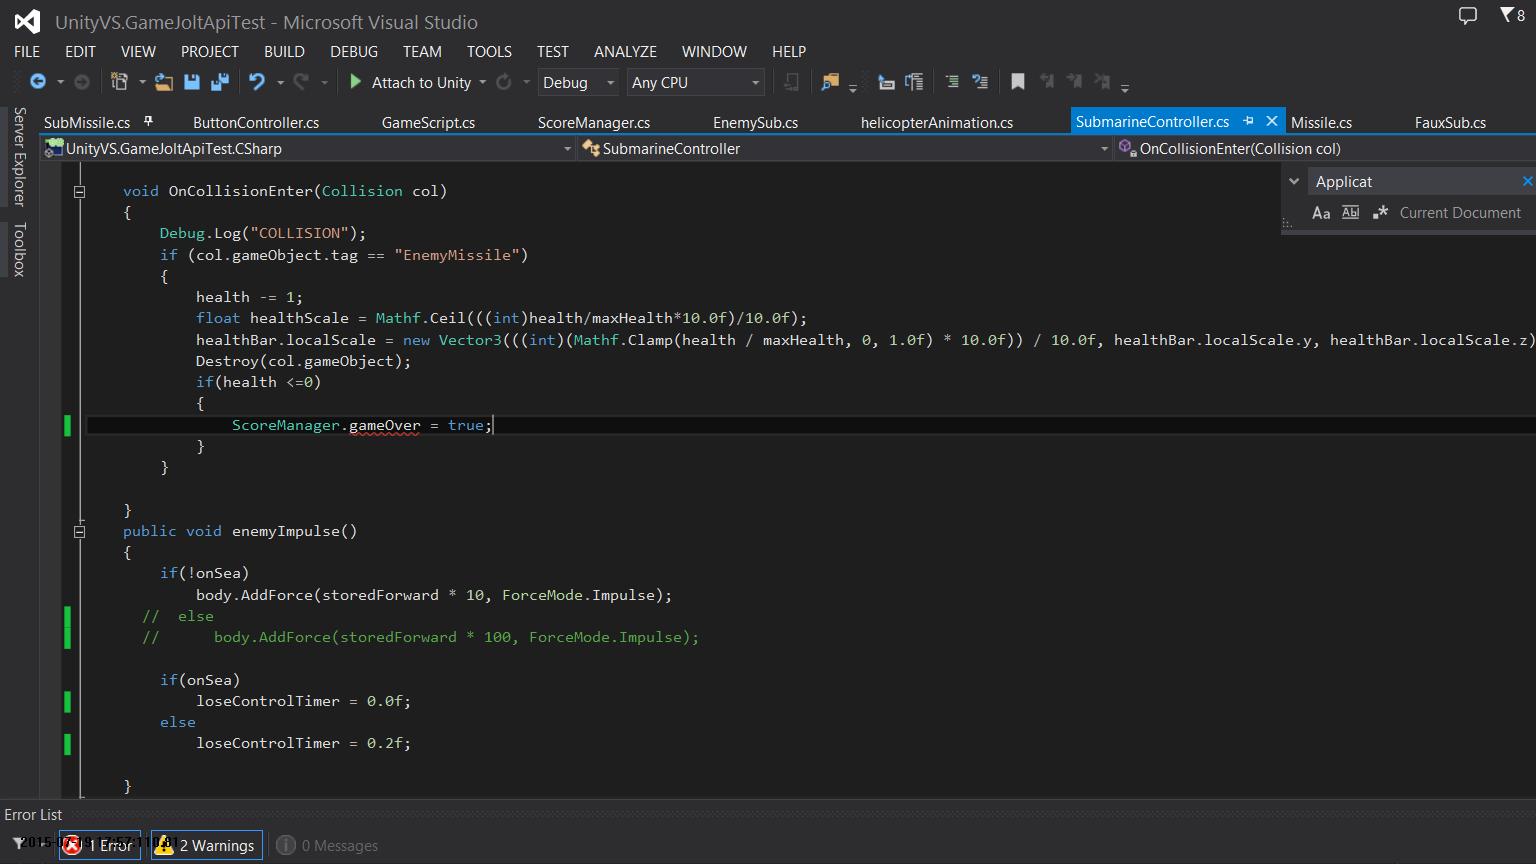 UnityVS.GameJoltApiTest - Microsoft Visual Studio
8
FILE EDIT VIEW PROJECT BUILD DEBUG TEAM TOOLS TEST ANALYZE WINDOW HELP
Attach to Unity Debug Any CPU
Server Explorer
Toolbox
SubMissile.cs ButtonController.cs GameScript.cs ScoreManager.cs EnemySub.cs helicopterAnimation.cs SubmarineController.cs Missile.cs FauxSub.cs
UnityVS.GameJoltApiTest.CSharp SubmarineController OnCollisionEnter(Collision col)
Applicat
Aa Abl .* Current Document
void OnCollisionEnter(Collision col)
{
Debug.Log("COLLISION");
if (col.gameObject.tag == "EnemyMissile")
{
health -= 1;
float healthScale = Mathf.Ceil(((int)health/maxHealth*10.0f)/10.0f);
healthBar.localScale = new Vector3(((int)(Mathf.Clamp(health / maxHealth, 0, 1.0f) * 10.0f)) / 10.0f, healthBar.localScale.y, healthBar.localScale.z)
Destroy(col.gameObject);
if(health <=0)
{
ScoreManager.gameOver = true;
}
}
}
public void enemyImpulse()
{
if(!onSea)
body.AddForce(storedForward * 10, ForceMode.Impulse);
// else
// body.AddForce(storedForward * 100, ForceMode.Impulse);
if(onSea)
loseControlTimer = 0.0f;
else
loseControlTimer = 0.2f;
}
Error List
1 Error 2 Warnings 0 Messages